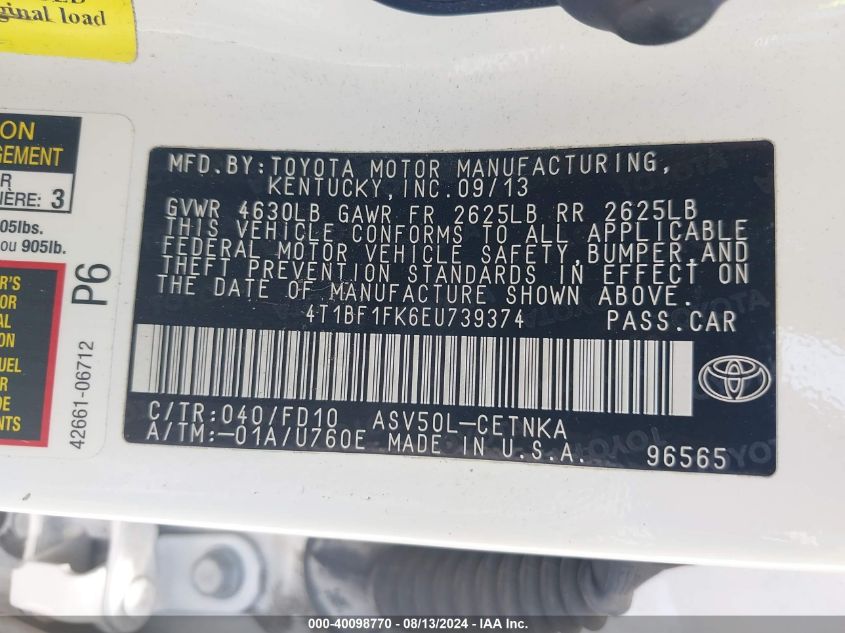 ginal load
ON
GEMENT
R
IÈRE: 3
05lbs.
ou 905lb.
R'S
TOR
AL
ION
UEL
R
DE
NTS
P6
42661-06712
MFD.BY:TOYOTA MOTOR MANUFACTURING,
KENTUCKY,INC.09/13
GVWR 4630LB GAWR FR 2625LB RR 2625LB
THIS VEHICLE CONFORMS TO ALL APPLICABLE
FEDERAL MOTOR VEHICLE SAFETY,BUMPER,AND
THEFT PREVENTION STANDARDS IN EFFECT ON
THE DATE OF MANUFACTURE SHOWN ABOVE.
4T1BF1FK6EU739374 PASS.CAR
C/TR:040/FD10 ASV50L-CETNKA
A/TM:-01A/U760E MADE IN U.S.A. 96565
000-40098770 - 08/13/2024 - IAA Inc.